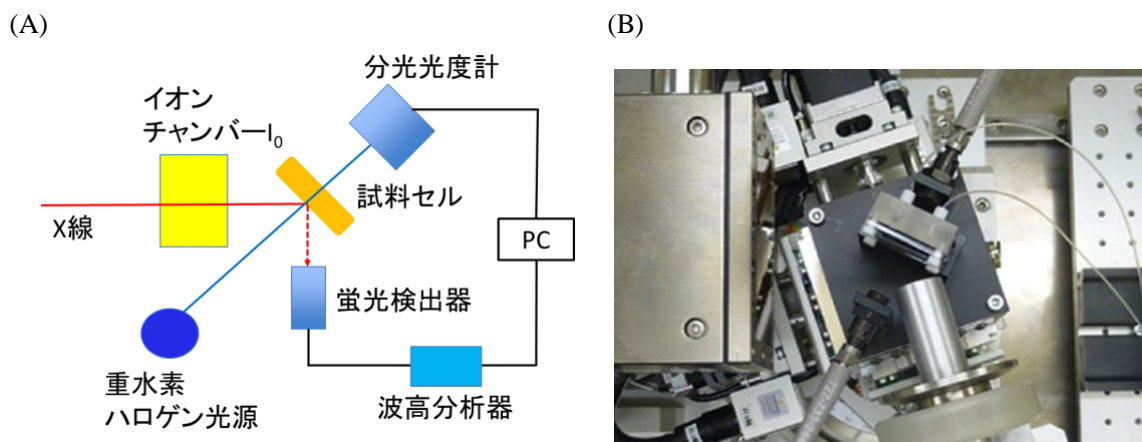 (A)
(B)
分光光度計
イオン
チャンバーI0
試料セル
X線
PC
蛍光検出器
重水素
ハロゲン光源
波高分析器